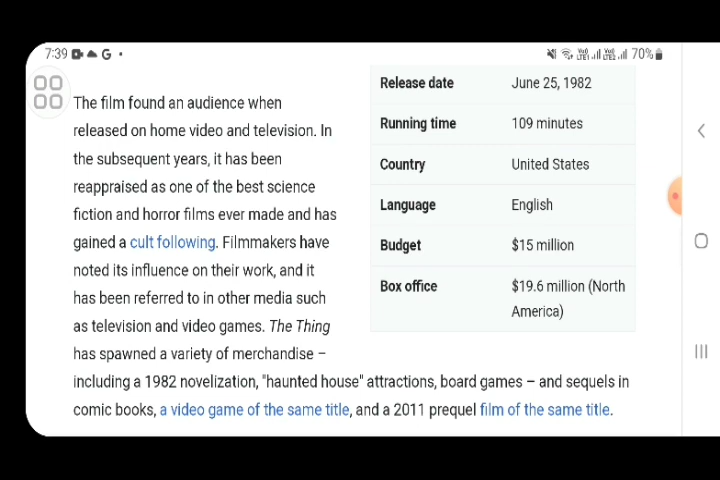 7:39 G • 70%
The film found an audience when
released on home video and television. In
the subsequent years, it has been
reappraised as one of the best science
fiction and horror films ever made and has
gained a cult following. Filmmakers have
noted its influence on their work, and it
has been referred to in other media such
as television and video games. The Thing
has spawned a variety of merchandise –
including a 1982 novelization, "haunted house" attractions, board games – and sequels in
comic books, a video game of the same title, and a 2011 prequel film of the same title.
Release date June 25, 1982
Running time 109 minutes
Country United States
Language English
Budget $15 million
Box office $19.6 million (North
America)